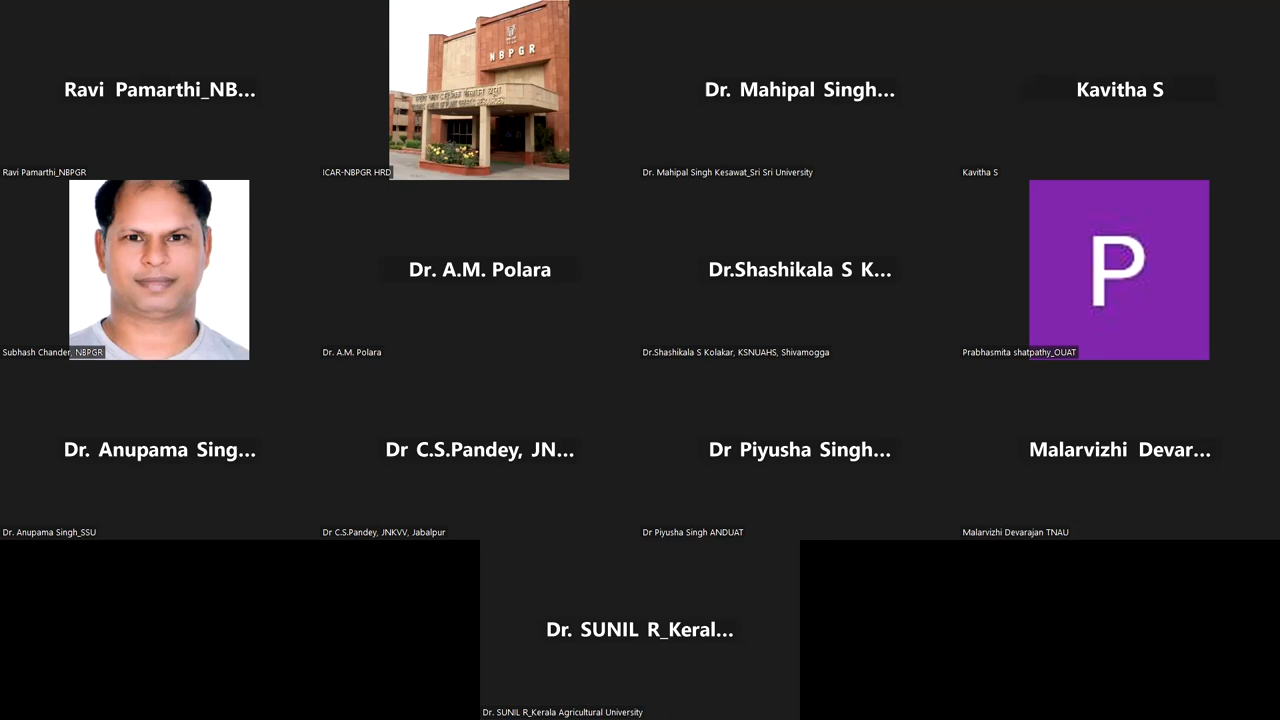 Ravi Pamarthi_NB...
Ravi Pamarthi_NBPGR
NBPGR
ICAR-NBPGR HRD
Dr. Mahipal Singh...
Dr. Mahipal Singh Kesawat_Sri Sri University
Kavitha S
Kavitha S
Subhash Chander, NBPGR
Dr. A.M. Polara
Dr. A.M. Polara
Dr.Shashikala S K...
Dr.Shashikala S Kolakar, KSNUAHS, Shivamogga
P
Prabhasmita shatpathy_OUAT
Dr. Anupama Sing...
Dr. Anupama Singh_SSU
Dr C.S.Pandey, JN...
Dr C.S.Pandey, JNKVV, Jabalpur
Dr Piyusha Singh...
Dr Piyusha Singh ANDUAT
Malarvizhi Devar...
Malarvizhi Devarajan TNAU
Dr. SUNIL R_Keral...
Dr. SUNIL R_Kerala Agricultural University